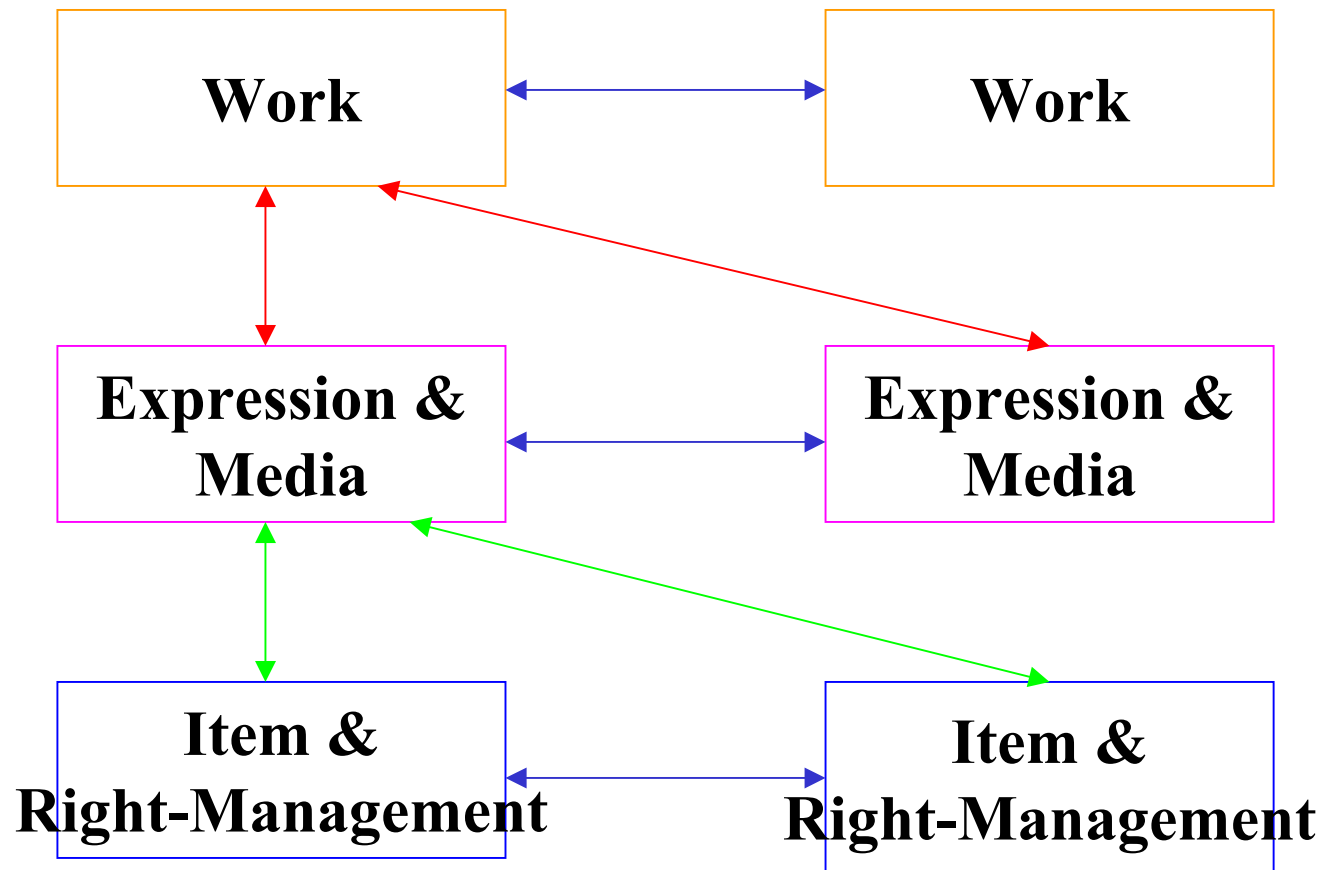 Work
Work
Expression &
Media
Expression &
Media
Item &
Right-Management
Item &
Right-Management